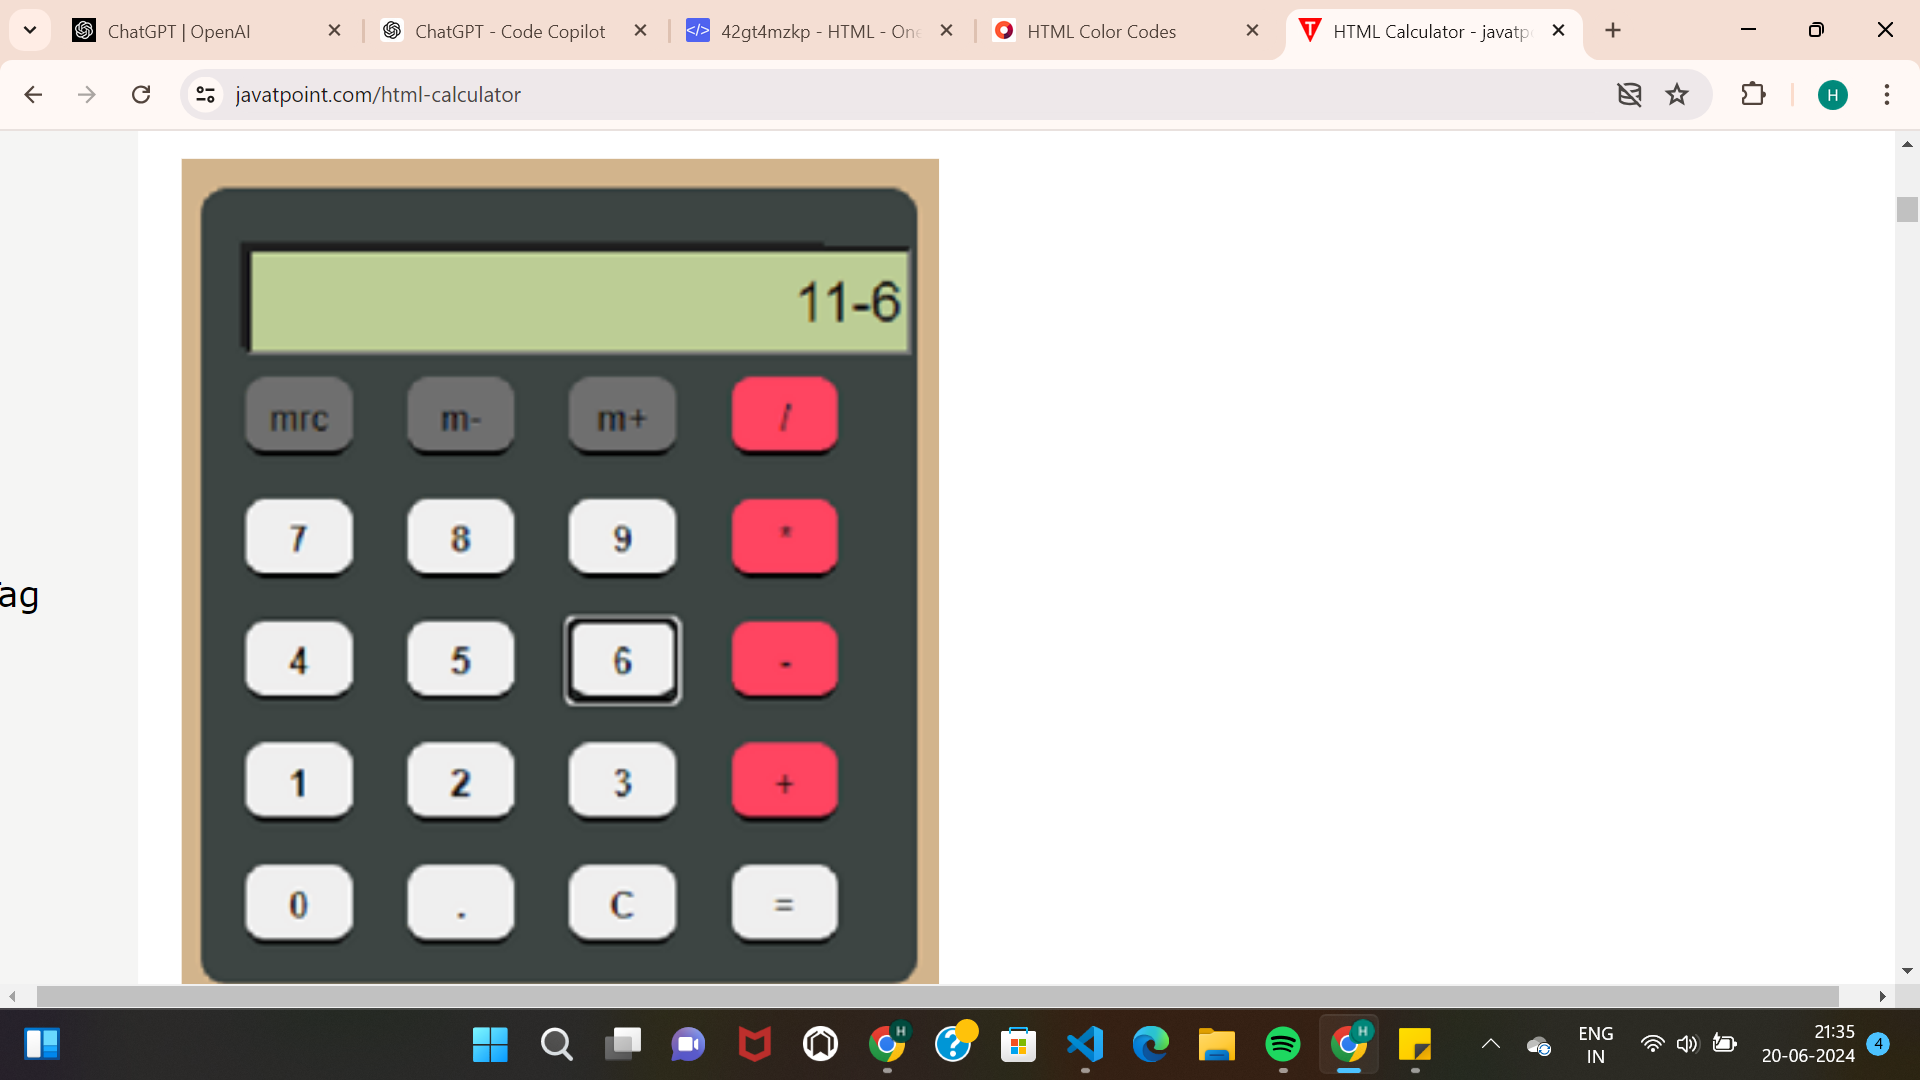 ChatGPT | OpenAI
ChatGPT - Code Copilot
42gt4mzkp - HTML - One
HTML Color Codes
HTML Calculator - javatp
javatpoint.com/html-calculator
H
11-6
mrc m- m+ /
7 8 9 *
4 5 6 -
ag
1 2 3 +
0 . C =
H
H
ENG
IN
21:35
20-06-2024
4